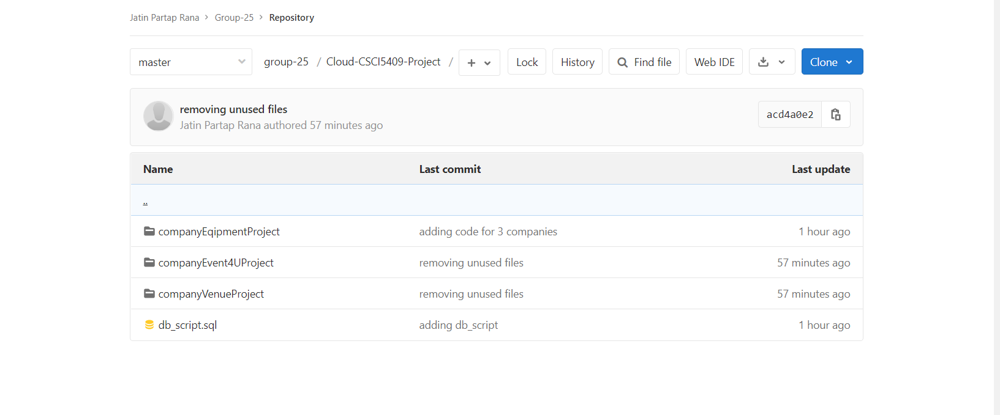 Jatin Partap Rana > Group-25 > Repository
master group-25 / Cloud-CSCI5409-Project / + Lock History Find file Web IDE Clone
removing unused files
Jatin Partap Rana authored 57 minutes ago
acd4a0e2
Name Last commit Last update
..
companyEqipmentProject adding code for 3 companies 1 hour ago
companyEvent4UProject removing unused files 57 minutes ago
companyVenueProject removing unused files 57 minutes ago
db_script.sql adding db_script 1 hour ago